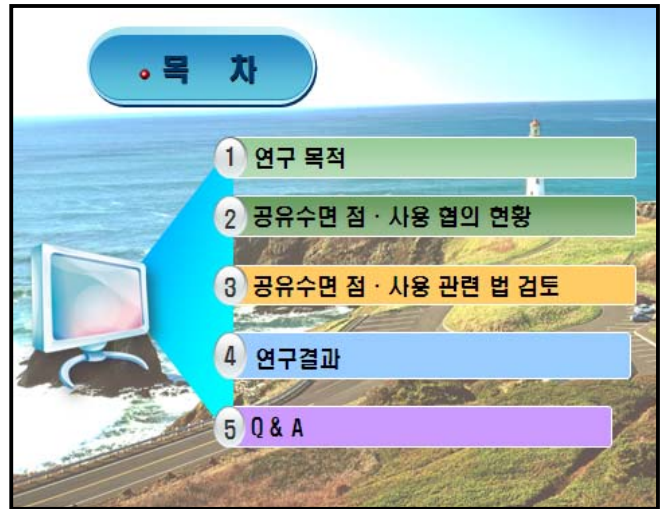 • 목 차
1 연구 목적
2 공유수면 점 · 사용 협의 현황
3 공유수면 점 · 사용 관련 법 검토
4 연구결과
5 Q & A